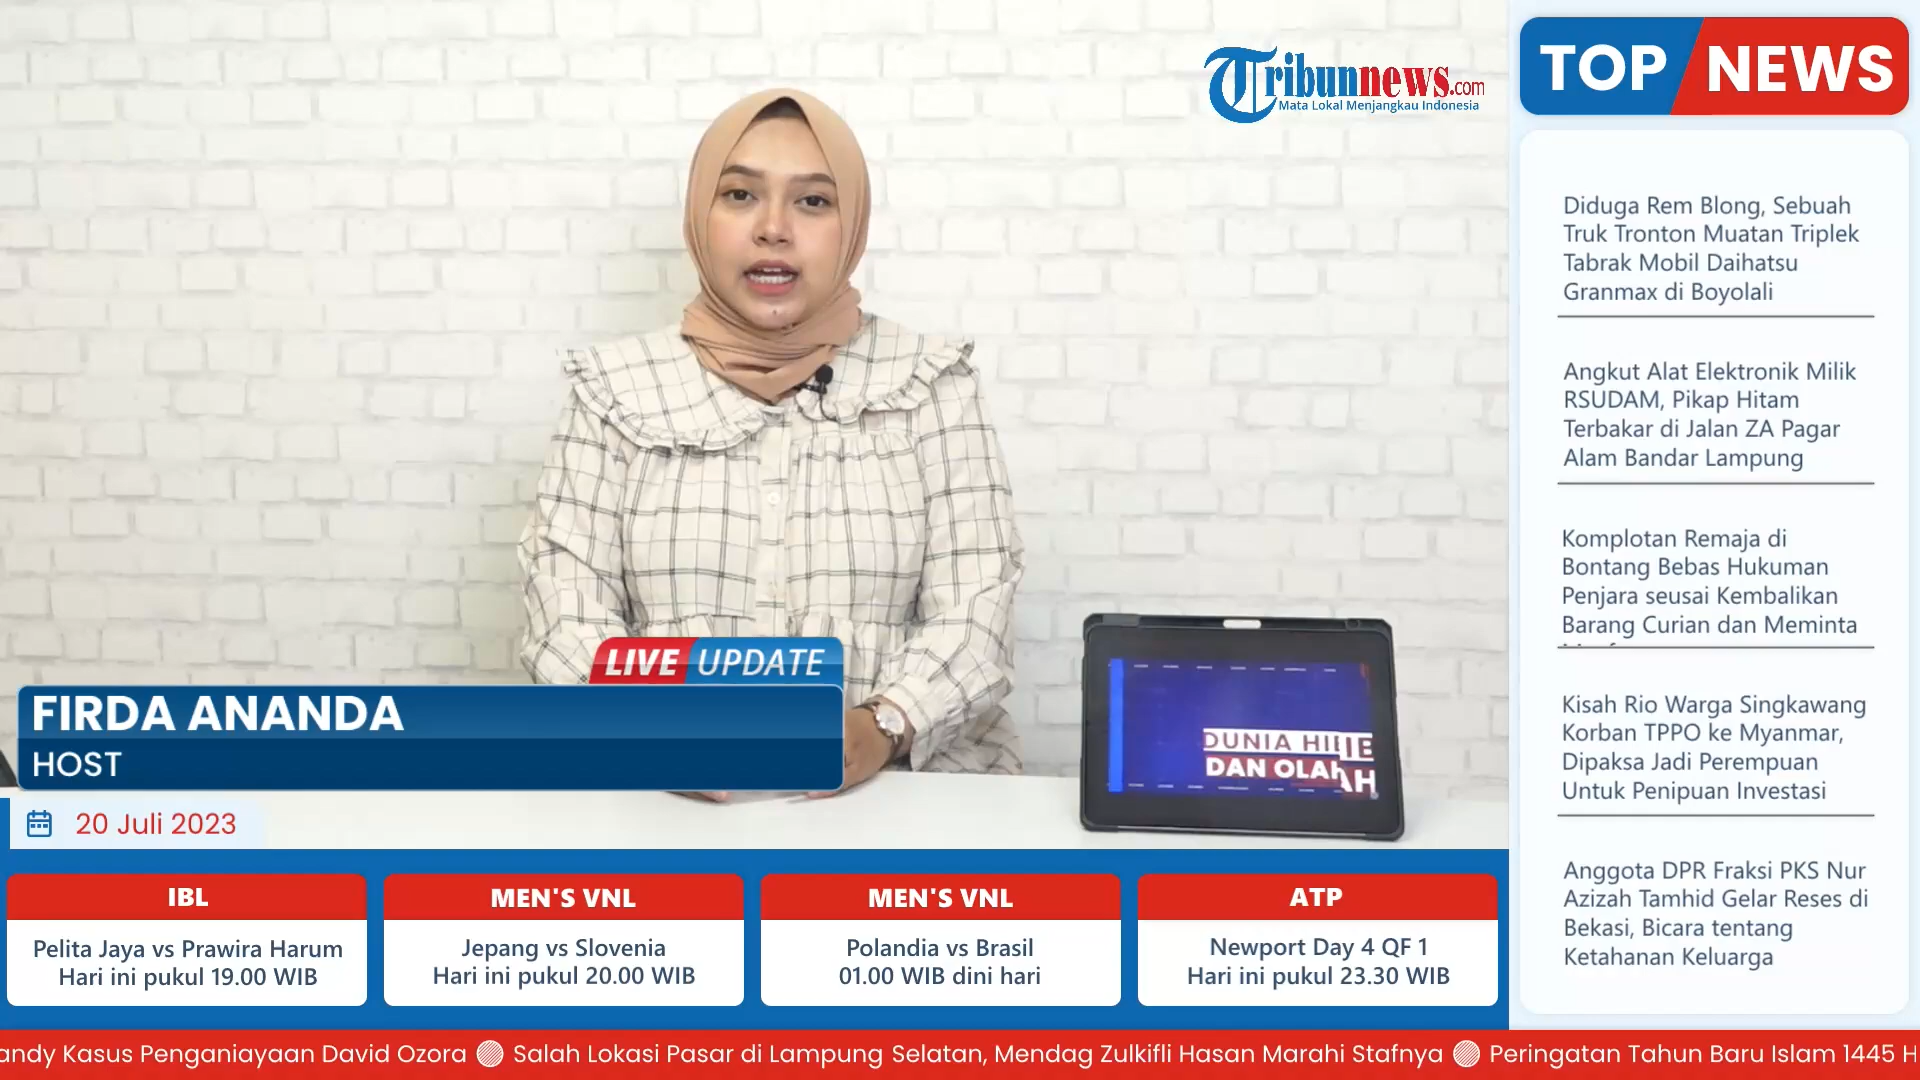 Tribunnews.com
Mata Lokal Menjangkau Indonesia
TOP NEWS
Diduga Rem Blong, Sebuah
Truk Tronton Muatan Triplek
Tabrak Mobil Daihatsu
Granmax di Boyolali
Angkut Alat Elektronik Milik
RSUDAM, Pikap Hitam
Terbakar di Jalan ZA Pagar
Alam Bandar Lampung
Komplotan Remaja di
Bontang Bebas Hukuman
Penjara seusai Kembalikan
Barang Curian dan Meminta
Kisah Rio Warga Singkawang
Korban TPPO ke Myanmar,
Dipaksa Jadi Perempuan
Untuk Penipuan Investasi
Anggota DPR Fraksi PKS Nur
Azizah Tamhid Gelar Reses di
Bekasi, Bicara tentang
Ketahanan Keluarga
LIVE UPDATE
FIRDA ANANDA
HOST
DAN
20 Juli 2023
IBL
Pelita Jaya vs Prawira Harum
Hari ini pukul 19.00 WIB
MEN'S VNL
Jepang vs Slovenia
Hari ini pukul 20.00 WIB
MEN'S VNL
Polandia vs Brasil
01.00 WIB dini hari
ATP
Newport Day 4 QF 1
Hari ini pukul 23.30 WIB
andy Kasus Penganiayaan David Ozora Salah Lokasi Pasar di Lampung Selatan, Mendag Zulkifli Hasan Marahi Stafnya Peringatan Tahun Baru Islam 1445 H